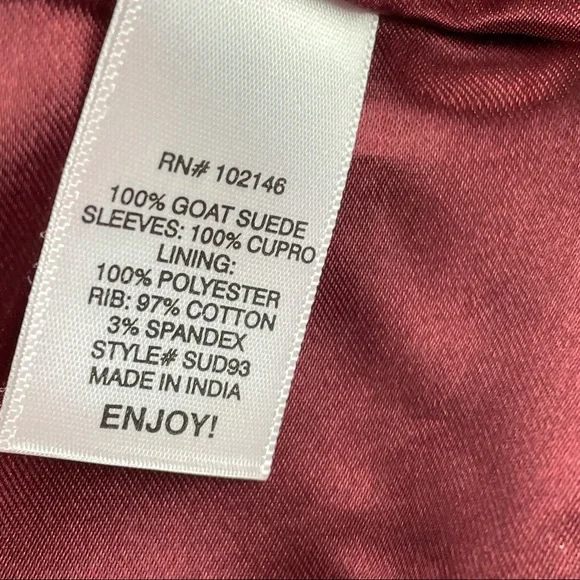 RN# 102146
100% GOAT SUEDE
SLEEVES: 100% CUPRO
LINING:
100% POLYESTER
RIB: 97% COTTON
3% SPANDEX
STYLE# SUD93
MADE IN INDIA
ENJOY!